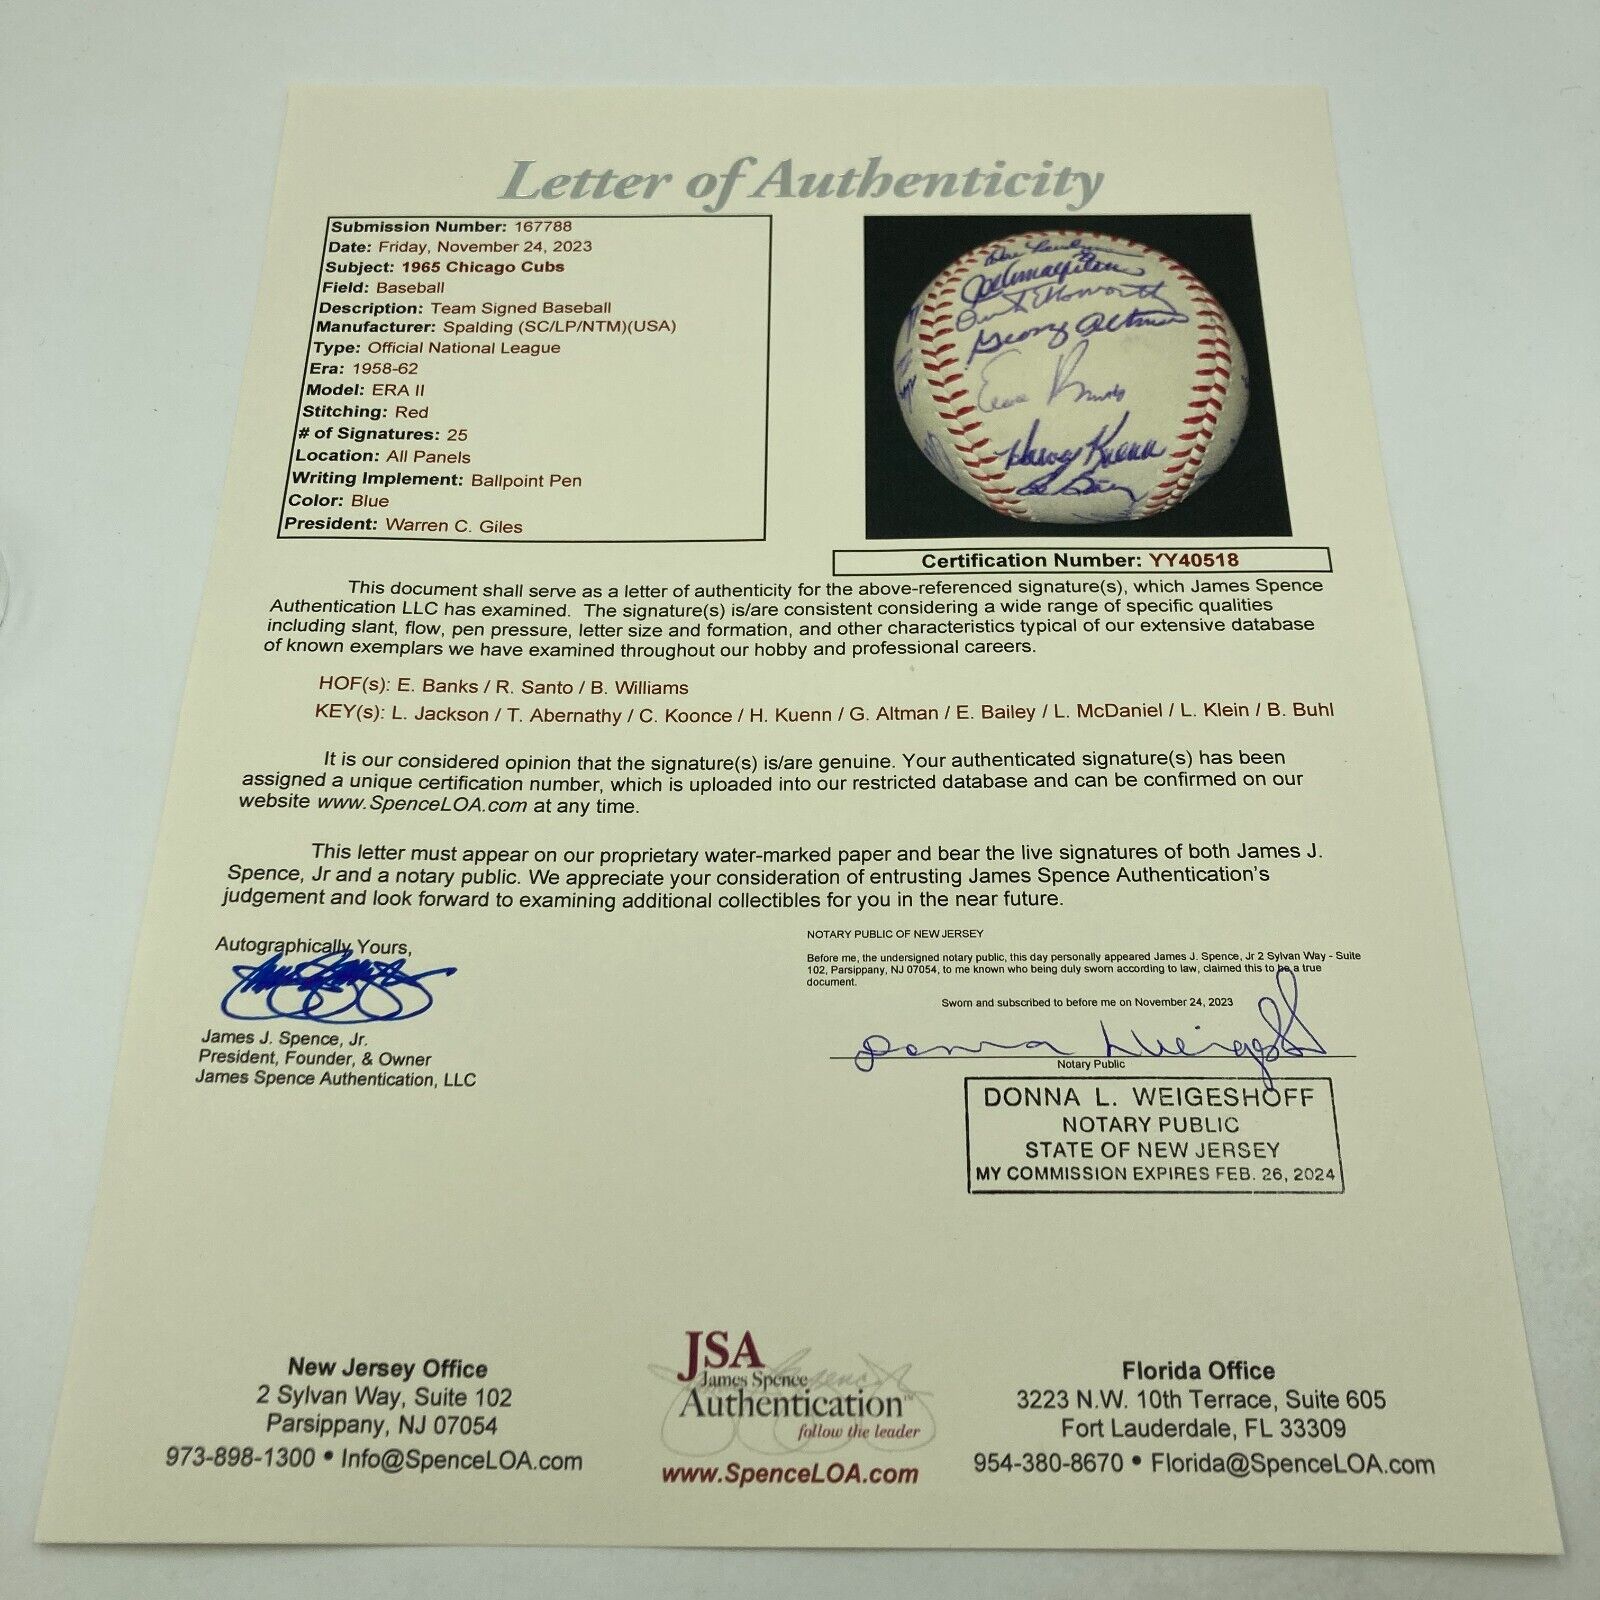 Letter of Authenticity
Submission Number: 167788
Date: Friday, November 24, 2023
Subject: 1965 Chicago Cubs
Field: Baseball
Description: Team Signed Baseball
Manufacturer: Spalding (SC/LP/NTM)(USA)
Type: Official National League
Era: 1958-62
Model: ERA II
Stitching: Red
# of Signatures: 25
Location: All Panels
Writing Implement: Ballpoint Pen
Color: Blue
President: Warren C. Giles
George Altman
Ernie Banks
Harvey Kuenn
Ed Bailey
Certification Number: YY40518
This document shall serve as a letter of authenticity for the above-referenced signature(s), which James Spence
Authentication LLC has examined. The signature(s) is/are consistent considering a wide range of specific qualities
including slant, flow, pen pressure, letter size and formation, and other characteristics typical of our extensive database
of known exemplars we have examined throughout our hobby and professional careers.
HOF(s): E. Banks / R. Santo / B. Williams
KEY(s): L. Jackson / T. Abernathy / C. Koonce / H. Kuenn / G. Altman / E. Bailey / L. McDaniel / L. Klein / B. Buhl
It is our considered opinion that the signature(s) is/are genuine. Your authenticated signature(s) has been
assigned a unique certification number, which is uploaded into our restricted database and can be confirmed on our
website www.SpenceLOA.com at any time.
This letter must appear on our proprietary water-marked paper and bear the live signatures of both James J.
Spence, Jr and a notary public. We appreciate your consideration of entrusting James Spence Authentication's
judgement and look forward to examining additional collectibles for you in the near future.
Autographically Yours,
James J. Spence, Jr.
President, Founder, & Owner
James Spence Authentication, LLC
NOTARY PUBLIC OF NEW JERSEY
Before me, the undersigned notary public, this day personally appeared James J. Spence, Jr 2 Sylvan Way - Suite
102, Parsippany, NJ 07054, to me known who being duly sworn according to law, claimed this to be a true
document.
Sworn and subscribed to before me on November 24, 2023
Donna L Weigeshoff
Notary Public
DONNA L. WEIGESHOFF
NOTARY PUBLIC
STATE OF NEW JERSEY
MY COMMISSION EXPIRES FEB. 26, 2024
New Jersey Office
2 Sylvan Way, Suite 102
Parsippany, NJ 07054
973-898-1300 • Info@SpenceLOA.com
JSA
James Spence
Authentication™
follow the leader
www.SpenceLOA.com
Florida Office
3223 N.W. 10th Terrace, Suite 605
Fort Lauderdale, FL 33309
954-380-8670 • Florida@SpenceLOA.com